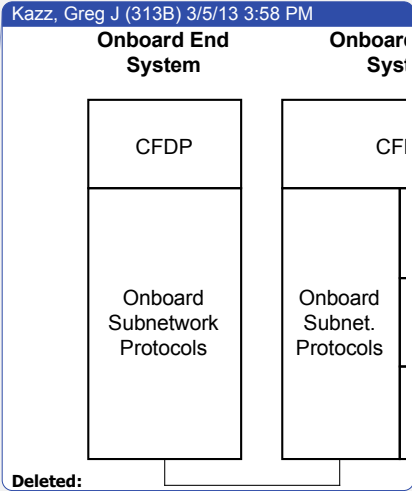 Kazz, Greg J (313B) 3/5/13 3:58 PM
Onboard End
System
CFDP
Onboard
Subnetwork
Protocols
Onboard
Subnet.
Protocols
Deleted: